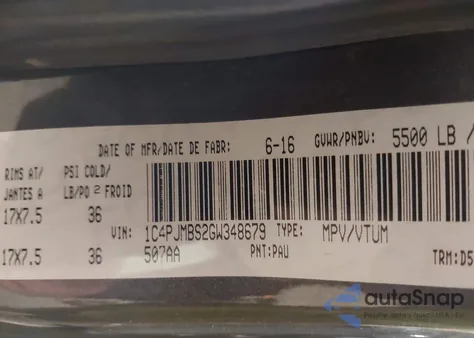 DATE OF MFR/DATE DE FABR: 6-16 GVWR/PNBV: 5500 LB /
RIMS AT/ PSI COLD/
JANTES A LB/PO 2 FROID
17X7.5 36
VIN: 1C4PJMBS2GW348679 TYPE: MPV/VTUM
17X7.5 36 507AA PNT:PAU TRM:D5
autoSnap